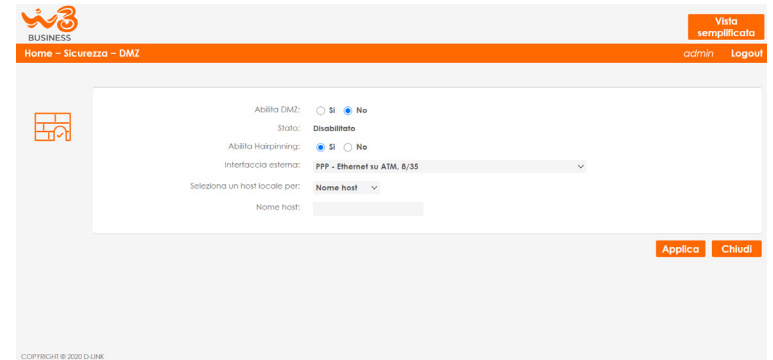 W3
BUSINESS
Vista
semplificata
Home – Sicurezza – DMZ
admin Logout
Abilita DMZ: Sì No
Stato: Disabilitato
Abilita Hairpinning: Sì No
Interfaccia esterna: PPP - Ethernet su ATM, 8/35
Seleziona un host locale per: Nome host
Nome host:
Applica Chiudi
COPYRIGHT © 2020 D-LINK